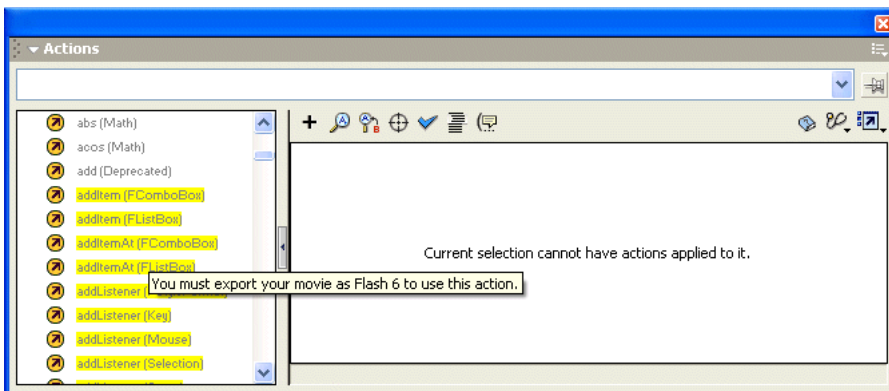 Actions
abs (Math)
acos (Math)
add (Deprecated)
addItem (FComboBox)
addItem (FListBox)
addItemAt (FComboBox)
addItemAt (FListBox)
You must export your movie as Flash 6 to use this action.
addListener
addListener (Key)
addListener (Mouse)
addListener (Selection)
Current selection cannot have actions applied to it.